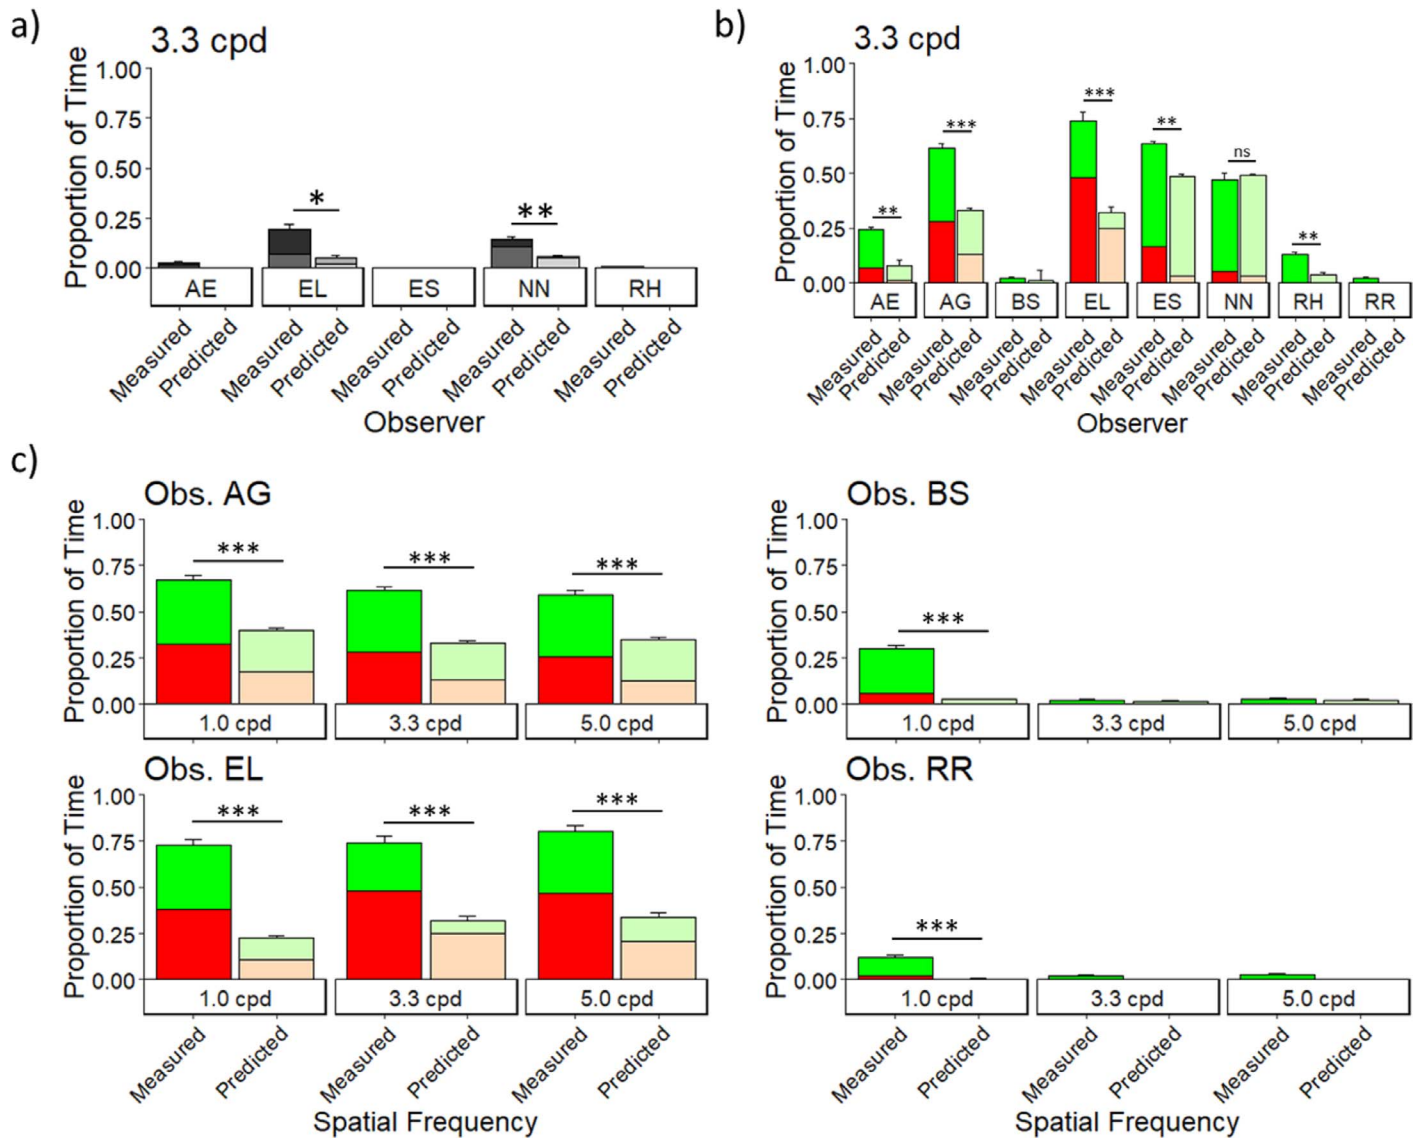 a)
3.3 cpd
Proportion of Time
1.00
0.75
0.50
0.25
0.00
*
**
AE EL ES NN RH
Measured Predicted Measured Predicted Measured Predicted Measured Predicted Measured Predicted
Observer
b)
3.3 cpd
Proportion of Time
1.00
0.75
0.50
0.25
0.00
** *** *** ** ns **
AE AG BS EL ES NN RH RR
Measured Predicted Measured Predicted Measured Predicted Measured Predicted Measured Predicted Measured Predicted Measured Predicted Measured Predicted
Observer
c)
Obs. AG
Proportion of Time
1.00
0.75
0.50
0.25
0.00
*** *** ***
1.0 cpd 3.3 cpd 5.0 cpd
Obs. BS
Proportion of Time
1.00
0.75
0.50
0.25
0.00
***
1.0 cpd 3.3 cpd 5.0 cpd
Obs. EL
Proportion of Time
1.00
0.75
0.50
0.25
0.00
*** *** ***
1.0 cpd 3.3 cpd 5.0 cpd
Measured Predicted Measured Predicted Measured Predicted
Spatial Frequency
Obs. RR
Proportion of Time
1.00
0.75
0.50
0.25
0.00
***
1.0 cpd 3.3 cpd 5.0 cpd
Measured Predicted Measured Predicted Measured Predicted
Spatial Frequency